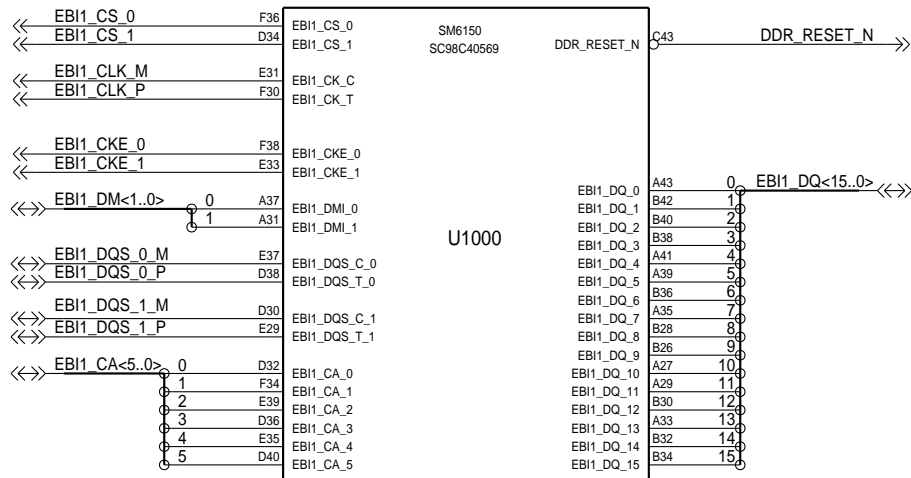 EBI1_CS_0 F36 EBI1_CS_0 SM6150
EBI1_CS_1 D34 EBI1_CS_1 SC98C40569 DDR_RESET_N C43 DDR_RESET_N
EBI1_CLK_M E31 EBI1_CK_C
EBI1_CLK_P F30 EBI1_CK_T
EBI1_CKE_0 F38 EBI1_CKE_0
EBI1_CKE_1 E33 EBI1_CKE_1
EBI1_DQ_0 A43 0 EBI1_DQ<15..0>
EBI1_DM<1..0> 0 A37 EBI1_DMI_0 EBI1_DQ_1 B42 1
1 A31 EBI1_DMI_1 EBI1_DQ_2 B40 2
U1000 EBI1_DQ_3 B38 3
EBI1_DQS_0_M E37 EBI1_DQS_C_0 EBI1_DQ_4 A41 4
EBI1_DQS_0_P D38 EBI1_DQS_T_0 EBI1_DQ_5 A39 5
EBI1_DQ_6 B36 6
EBI1_DQS_1_M D30 EBI1_DQS_C_1 EBI1_DQ_7 A35 7
EBI1_DQS_1_P E29 EBI1_DQS_T_1 EBI1_DQ_8 B28 8
EBI1_DQ_9 B26 9
EBI1_CA<5..0> 0 D32 EBI1_CA_0 EBI1_DQ_10 A27 10
1 F34 EBI1_CA_1 EBI1_DQ_11 A29 11
2 E39 EBI1_CA_2 EBI1_DQ_12 B30 12
3 D36 EBI1_CA_3 EBI1_DQ_13 A33 13
4 E35 EBI1_CA_4 EBI1_DQ_14 B32 14
5 D40 EBI1_CA_5 EBI1_DQ_15 B34 15